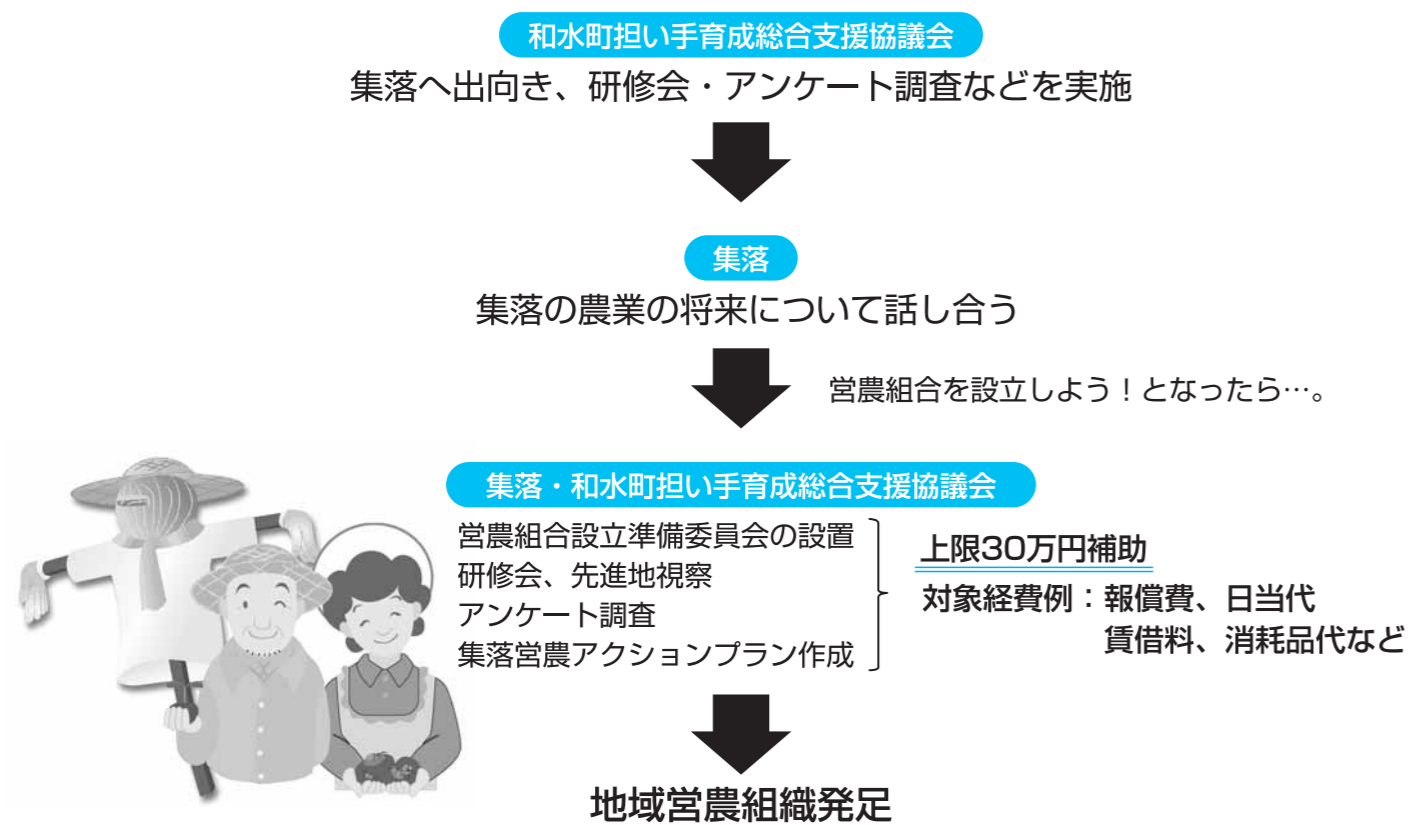 和水町担い手育成総合支援協議会
集落へ出向き、研修会・アンケート調査などを実施
集落
集落の農業の将来について話し合う
営農組合を設立しよう！となったら…。
集落・和水町担い手育成総合支援協議会
営農組合設立準備委員会の設置
研修会、先進地視察
アンケート調査
集落営農アクションプラン作成
上限30万円補助
対象経費例：報償費、日当代
賃借料、消耗品代など
地域営農組織発足